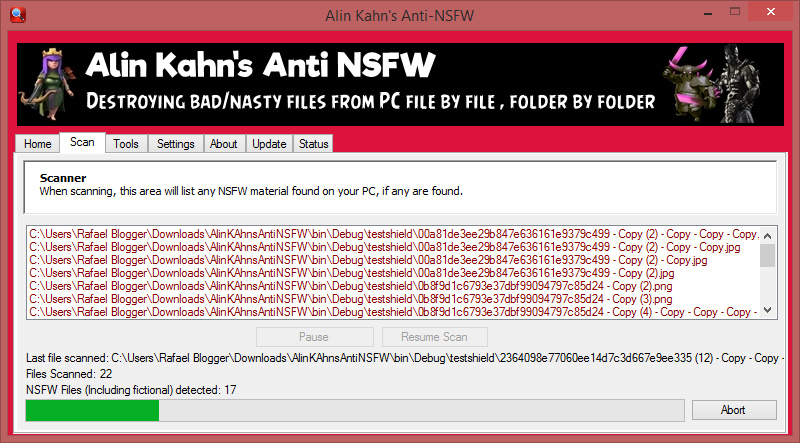 Alin Kahn's Anti-NSFW
Alin Kahn's Anti NSFW
Destroying bad/nasty files from PC file by file , folder by folder
Home Scan Tools Settings About Update Status
Scanner
When scanning, this area will list any NSFW material found on your PC, if any are found.
C:\Users\Rafael Blogger\Downloads\AlinKAhnsAntiNSFW\bin\Debug\testshield\00a81de3ee29b847e636161e9379c499 - Copy (2) - Copy - Copy - Copy.
C:\Users\Rafael Blogger\Downloads\AlinKAhnsAntiNSFW\bin\Debug\testshield\00a81de3ee29b847e636161e9379c499 - Copy (2) - Copy - Copy.jpg
C:\Users\Rafael Blogger\Downloads\AlinKAhnsAntiNSFW\bin\Debug\testshield\00a81de3ee29b847e636161e9379c499 - Copy (2) - Copy.jpg
C:\Users\Rafael Blogger\Downloads\AlinKAhnsAntiNSFW\bin\Debug\testshield\00a81de3ee29b847e636161e9379c499 - Copy (2).jpg
C:\Users\Rafael Blogger\Downloads\AlinKAhnsAntiNSFW\bin\Debug\testshield\0b8f9d1c6793e37dbf99094797c85d24 - Copy (2).png
C:\Users\Rafael Blogger\Downloads\AlinKAhnsAntiNSFW\bin\Debug\testshield\0b8f9d1c6793e37dbf99094797c85d24 - Copy (3).png
C:\Users\Rafael Blogger\Downloads\AlinKAhnsAntiNSFW\bin\Debug\testshield\0b8f9d1c6793e37dbf99094797c85d24 - Copy (4) - Copy - Copy - Copy -
Pause Resume Scan
Last file scanned: C:\Users\Rafael Blogger\Downloads\AlinKAhnsAntiNSFW\bin\Debug\testshield\2364098e77060ee14d7c3d667e9ee335 (12) - Copy - Copy -
Files Scanned: 22
NSFW Files (Including fictional) detected: 17
Abort